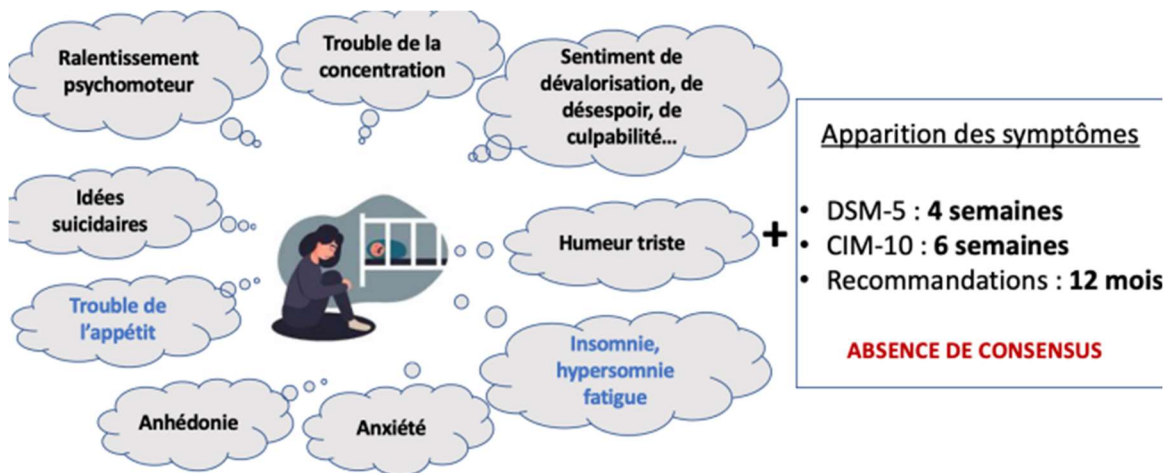 Ralentissement
psychomoteur
Trouble de la
concentration
Sentiment de
dévalorisation, de
désespoir, de
culpabilité...
Idées
suicidaires
Humeur triste
Trouble de
l'appétit
Insomnie,
hypersomnie
fatigue
Anhédonie
Anxiété
+
Apparition des symptômes
• DSM-5 : 4 semaines
• CIM-10 : 6 semaines
• Recommandations : 12 mois
ABSENCE DE CONSENSUS